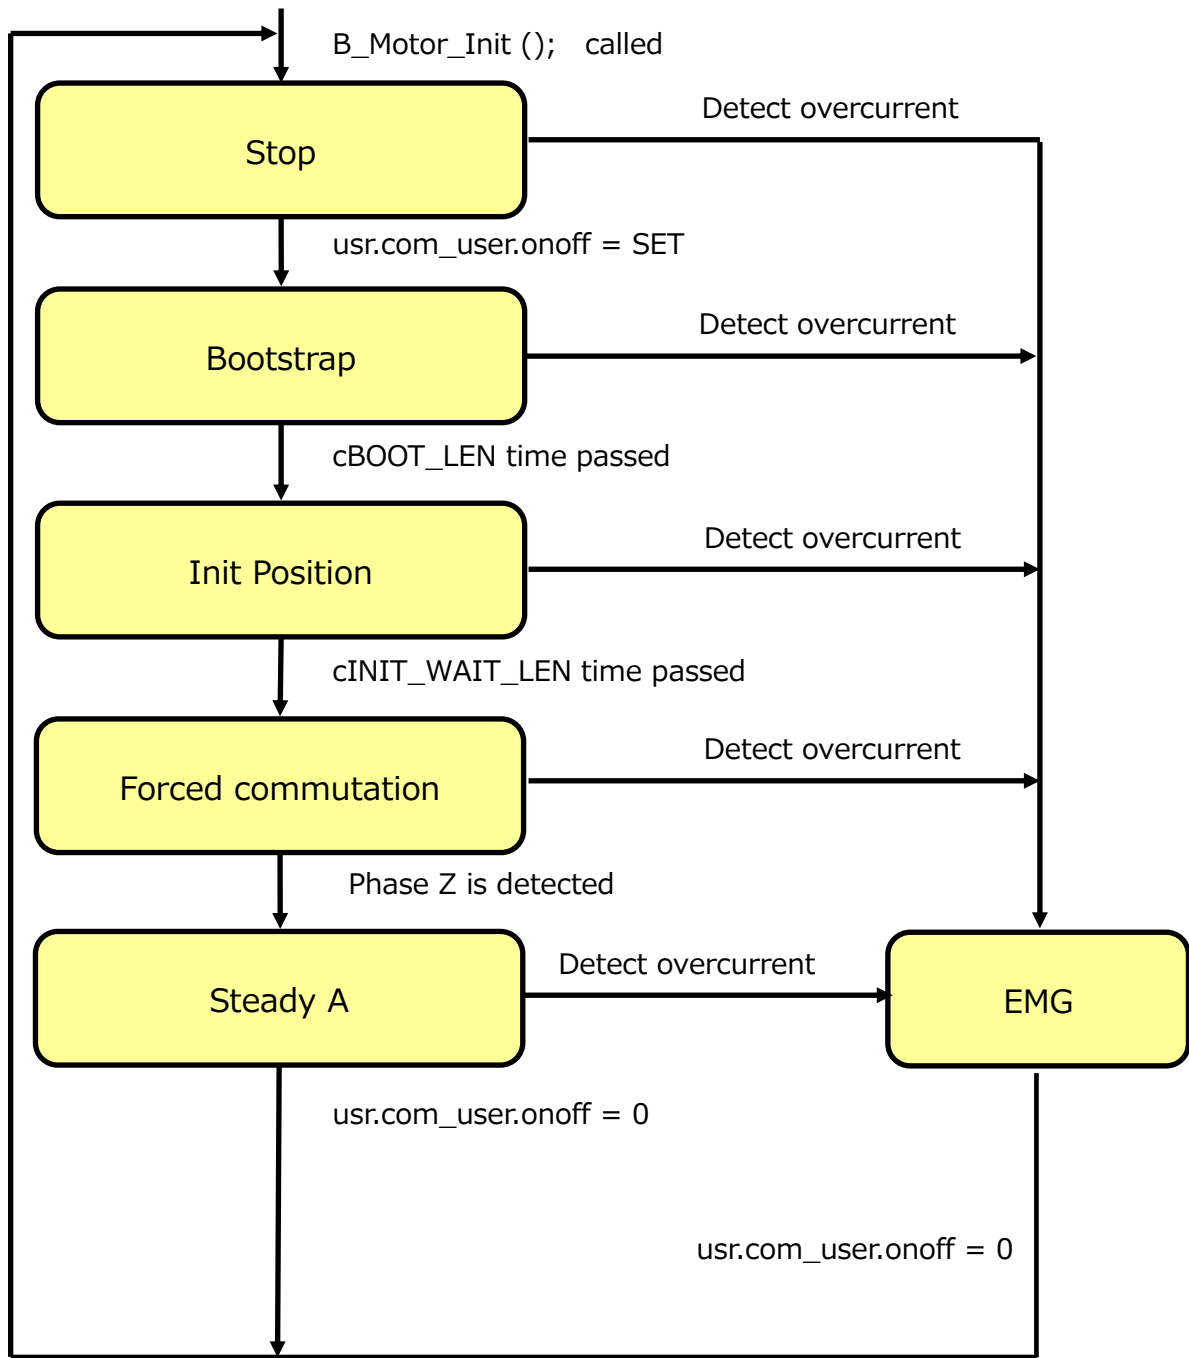 B_Motor_Init ();   called
Detect overcurrent
Stop
usr.com_user.onoff = SET
Detect overcurrent
Bootstrap
cBOOT_LEN time passed
Detect overcurrent
Init Position
cINIT_WAIT_LEN time passed
Detect overcurrent
Forced commutation
Phase Z is detected
Detect overcurrent
Steady A
EMG
usr.com_user.onoff = 0
usr.com_user.onoff = 0